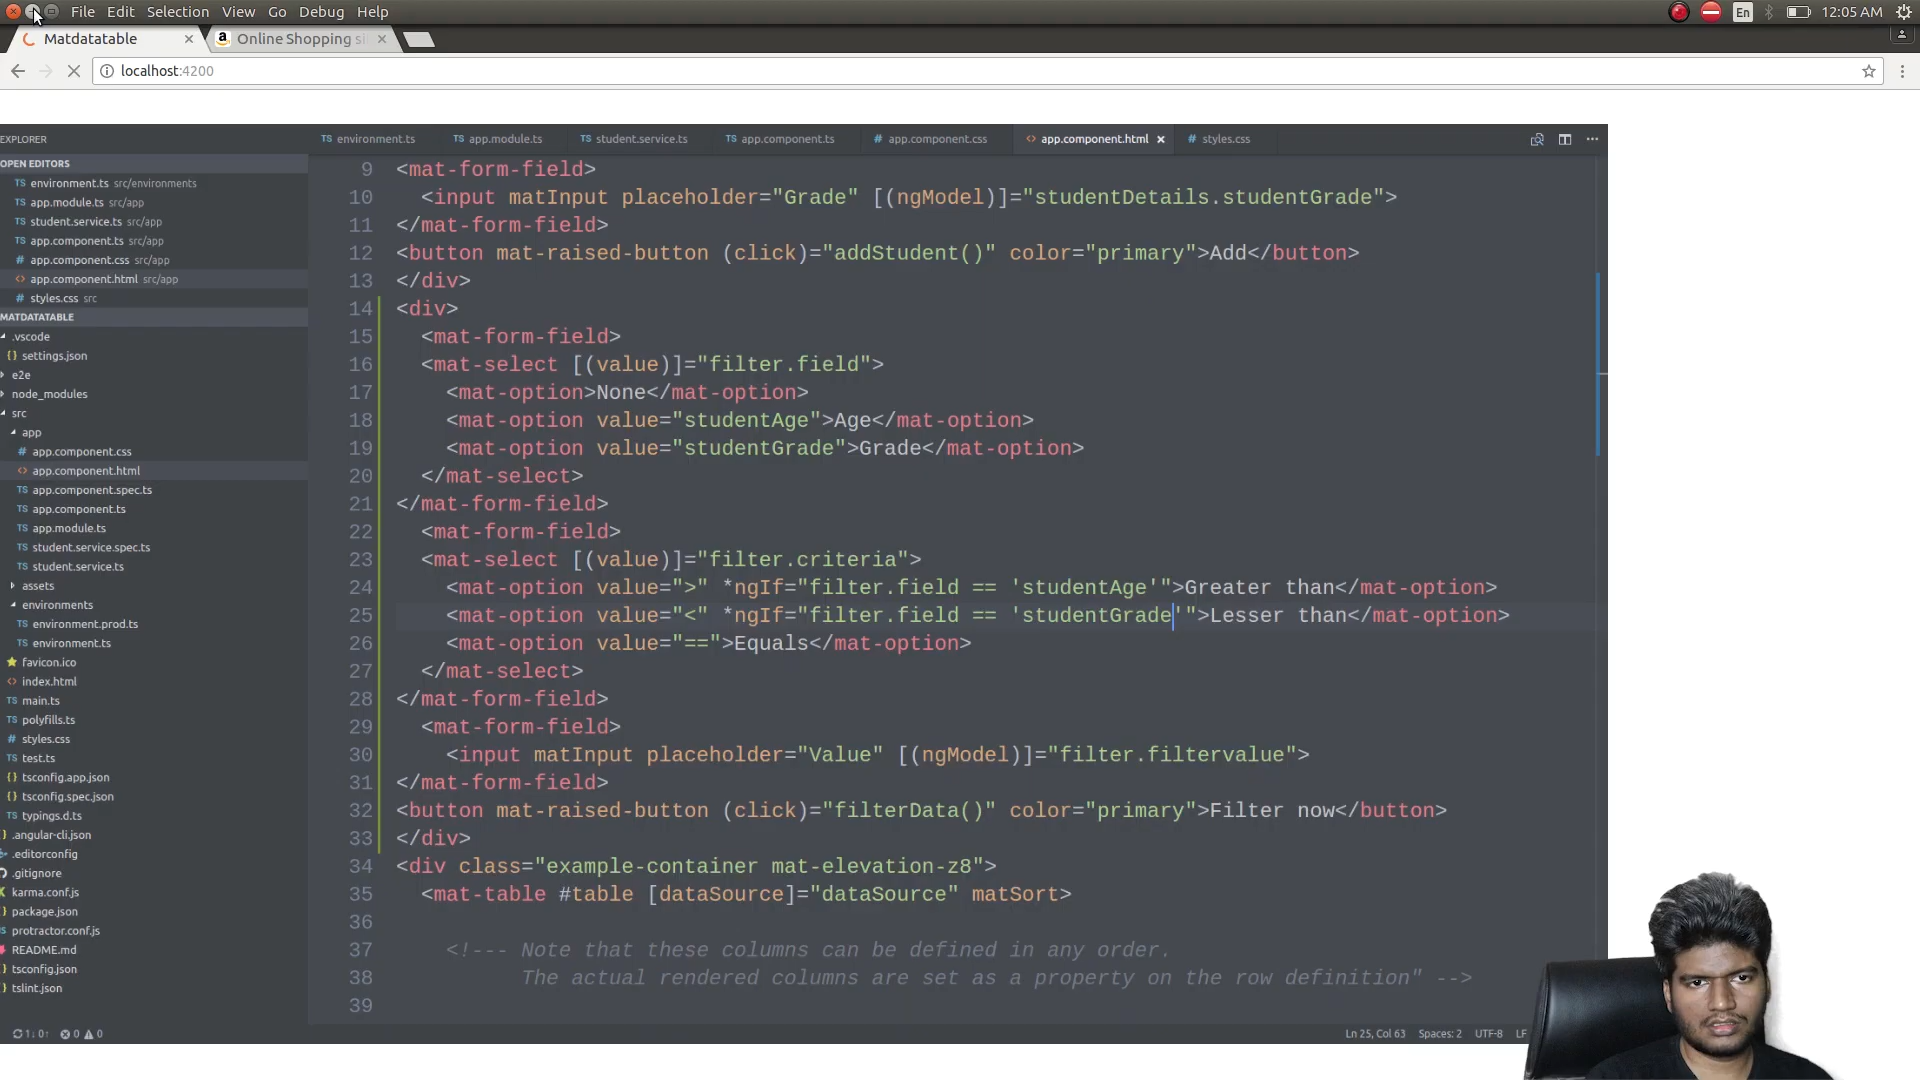 File Edit Selection View Go Debug Help
En 12:05 AM
Matdatatable
Online Shopping si
localhost:4200
EXPLORER
environment.ts
app.module.ts
student.service.ts
app.component.ts
app.component.css
app.component.html
styles.css
OPEN EDITORS
environment.ts src/environments
app.module.ts src/app
student.service.ts src/app
app.component.ts src/app
app.component.css src/app
app.component.html src/app
styles.css src
MATDATATABLE
.vscode
settings.json
e2e
node_modules
src
app
app.component.css
app.component.html
app.component.spec.ts
app.component.ts
app.module.ts
student.service.spec.ts
student.service.ts
assets
environments
environment.prod.ts
environment.ts
favicon.ico
index.html
main.ts
polyfills.ts
styles.css
test.ts
tsconfig.app.json
tsconfig.spec.json
typings.d.ts
.angular-cli.json
.editorconfig
.gitignore
karma.conf.js
package.json
protractor.conf.js
README.md
tsconfig.json
tslint.json
9 <mat-form-field>
10 <input matInput placeholder="Grade" [(ngModel)]="studentDetails.studentGrade">
11 </mat-form-field>
12 <button mat-raised-button (click)="addStudent()" color="primary">Add</button>
13 </div>
14 <div>
15 <mat-form-field>
16 <mat-select [(value)]="filter.field">
17 <mat-option>None</mat-option>
18 <mat-option value="studentAge">Age</mat-option>
19 <mat-option value="studentGrade">Grade</mat-option>
20 </mat-select>
21 </mat-form-field>
22 <mat-form-field>
23 <mat-select [(value)]="filter.criteria">
24 <mat-option value=">" *ngIf="filter.field == 'studentAge'">Greater than</mat-option>
25 <mat-option value="<" *ngIf="filter.field == 'studentGrade'">Lesser than</mat-option>
26 <mat-option value="==">Equals</mat-option>
27 </mat-select>
28 </mat-form-field>
29 <mat-form-field>
30 <input matInput placeholder="Value" [(ngModel)]="filter.filtervalue">
31 </mat-form-field>
32 <button mat-raised-button (click)="filterData()" color="primary">Filter now</button>
33 </div>
34 <div class="example-container mat-elevation-z8">
35 <mat-table #table [dataSource]="dataSource" matSort>
36
37 <!--- Note that these columns can be defined in any order.
38 The actual rendered columns are set as a property on the row definition" -->
39
1↓ 0↑ 0 0
Ln 25, Col 63 Spaces: 2 UTF-8 LF